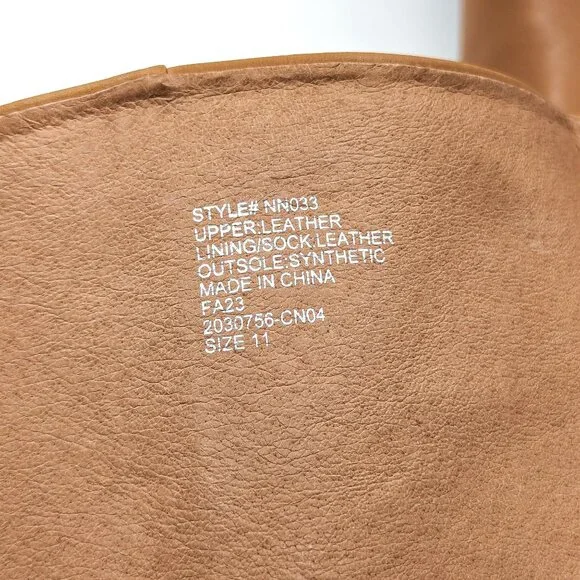 STYLE# NN033
UPPER:LEATHER
LINING/SOCK:LEATHER
OUTSOLE:SYNTHETIC
MADE IN CHINA
FA23
2030756-CN04
SIZE 11